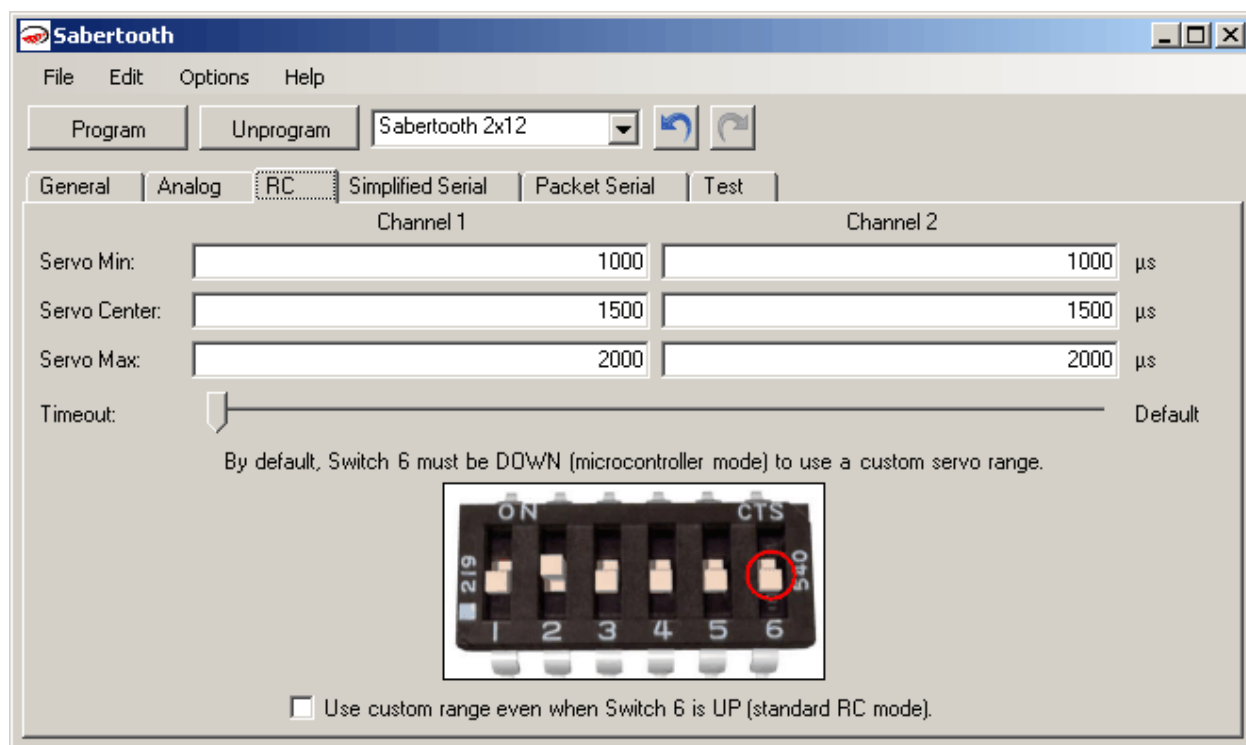 Sabertooth
File Edit Options Help
Program Unprogram Sabertooth 2x12
General Analog RC Simplified Serial Packet Serial Test
Channel 1 Channel 2
Servo Min: 1000 1000 µs
Servo Center: 1500 1500 µs
Servo Max: 2000 2000 µs
Timeout: Default
By default, Switch 6 must be DOWN (microcontroller mode) to use a custom servo range.
ON CTS
219 540
1 2 3 4 5 6
Use custom range even when Switch 6 is UP (standard RC mode).